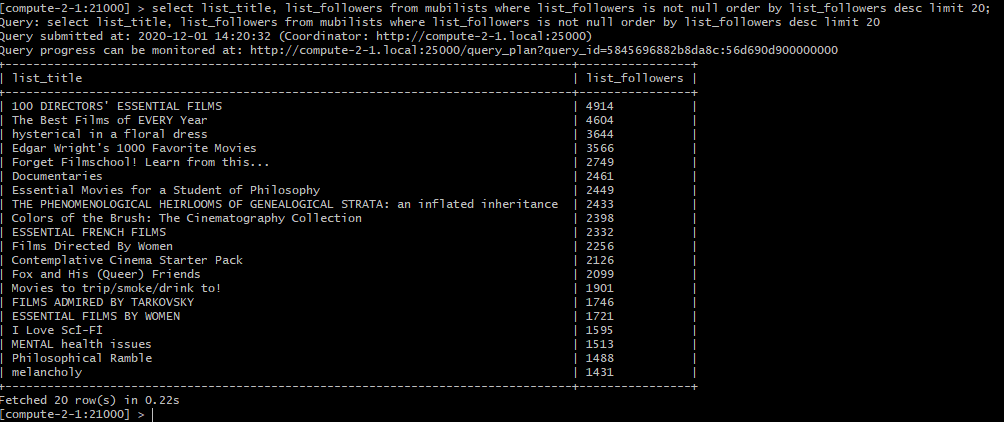 [compute-2-1:21000] > select list_title, list_followers from mubilists where list_followers is not null order by list_followers desc limit 20;
Query: select list_title, list_followers from mubilists where list_followers is not null order by list_followers desc limit 20
Query submitted at: 2020-12-01 14:20:32 (Coordinator: http://compute-2-1.local:25000)
Query progress can be monitored at: http://compute-2-1.local:25000/query_plan?query_id=5845696882b8da8c:56d690d900000000
+--------------------------------------------------------------------------------+----------------+
| list_title | list_followers |
+--------------------------------------------------------------------------------+----------------+
| 100 DIRECTORS' ESSENTIAL FILMS | 4914 |
| The Best Films of EVERY Year | 4604 |
| hysterical in a floral dress | 3644 |
| Edgar Wright's 1000 Favorite Movies | 3566 |
| Forget Filmschool! Learn from this... | 2749 |
| Documentaries | 2461 |
| Essential Movies for a Student of Philosophy | 2449 |
| THE PHENOMENOLOGICAL HEIRLOOMS OF GENEALOGICAL STRATA: an inflated inheritance | 2433 |
| Colors of the Brush: The Cinematography Collection | 2398 |
| ESSENTIAL FRENCH FILMS | 2332 |
| Films Directed By Women | 2256 |
| Contemplative Cinema Starter Pack | 2126 |
| Fox and His (Queer) Friends | 2099 |
| Movies to trip/smoke/drink to! | 1901 |
| FILMS ADMIRED BY TARKOVSKY | 1746 |
| ESSENTIAL FILMS BY WOMEN | 1721 |
| I Love Scİ-Fİ | 1595 |
| MENTAL health issues | 1513 |
| Philosophical Ramble | 1488 |
| melancholy | 1431 |
+--------------------------------------------------------------------------------+----------------+
Fetched 20 row(s) in 0.22s
[compute-2-1:21000] >